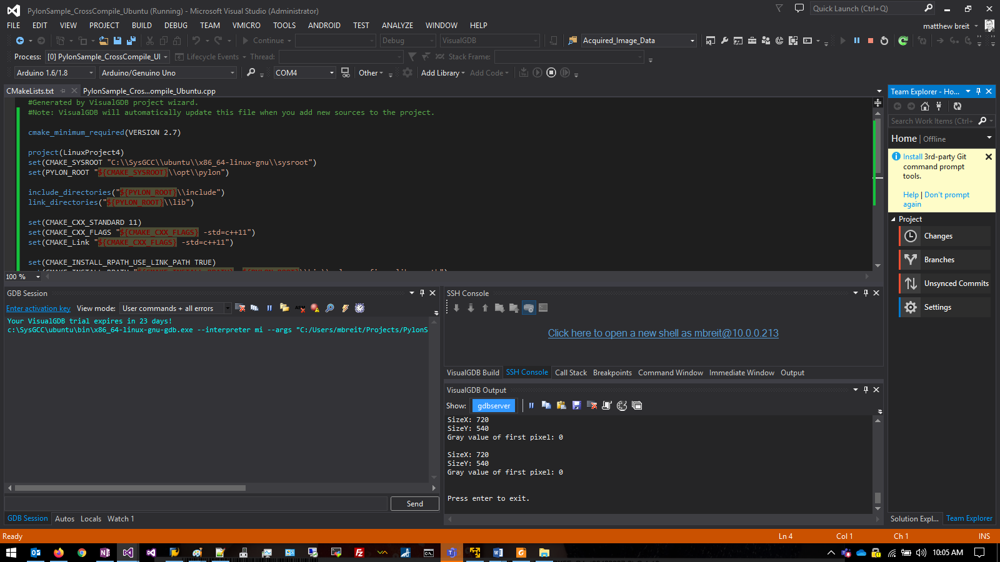 PylonSample_CrossCompile_Ubuntu (Running) - Microsoft Visual Studio (Administrator)
Quick Launch (Ctrl+Q)
FILE EDIT VIEW PROJECT BUILD DEBUG TEAM VMICRO TOOLS ANDROID TEST ANALYZE WINDOW HELP
matthew breit
Continue Debug VisualGDB Acquired_Image_Data
Process: [0] PylonSample_CrossCompile_UI Lifecycle Events Thread: Stack Frame:
Arduino 1.6/1.8 Arduino/Genuino Uno COM4 Other Add Library Add Code
CMakeLists.txt PylonSample_Cros...ompile_Ubuntu.cpp
#Generated by VisualGDB project wizard.
#Note: VisualGDB will automatically update this file when you add new sources to the project.
cmake_minimum_required(VERSION 2.7)
project(LinuxProject4)
set(CMAKE_SYSROOT "C:\\SysGCC\\ubuntu\\x86_64-linux-gnu\\sysroot")
set(PYLON_ROOT "${CMAKE_SYSROOT}\\opt\\pylon")
include_directories("${PYLON_ROOT}\\include")
link_directories("${PYLON_ROOT}\\lib")
set(CMAKE_CXX_STANDARD 11)
set(CMAKE_CXX_FLAGS "${CMAKE_CXX_FLAGS} -std=c++11")
set(CMAKE_Link "${CMAKE_CXX_FLAGS} -std=c++11")
set(CMAKE_INSTALL_RPATH_USE_LINK_PATH TRUE)
100 %
GDB Session
Enter activation key View mode: User commands + all errors
Your VisualGDB trial expires in 23 days!
c:\SysGCC\ubuntu\bin\x86_64-linux-gnu-gdb.exe --interpreter mi --args "C:/Users/mbreit/Projects/PylonS
Send
GDB Session Autos Locals Watch 1
SSH Console
Click here to open a new shell as mbreit@10.0.0.213
VisualGDB Build SSH Console Call Stack Breakpoints Command Window Immediate Window Output
VisualGDB Output
Show: gdbserver
SizeX: 720
SizeY: 540
Gray value of first pixel: 0
SizeX: 720
SizeY: 540
Gray value of first pixel: 0
Press enter to exit.
Team Explorer - Ho...
Search Work Items (Ctrl+
Home | Offline
Install 3rd-party Git
command prompt
tools.
Help | Don't prompt
again
Project
Changes
Branches
Unsynced Commits
Settings
Solution Expl... Team Explorer
Ready Ln 4 Col 1 Ch 1 INS
10:05 AM